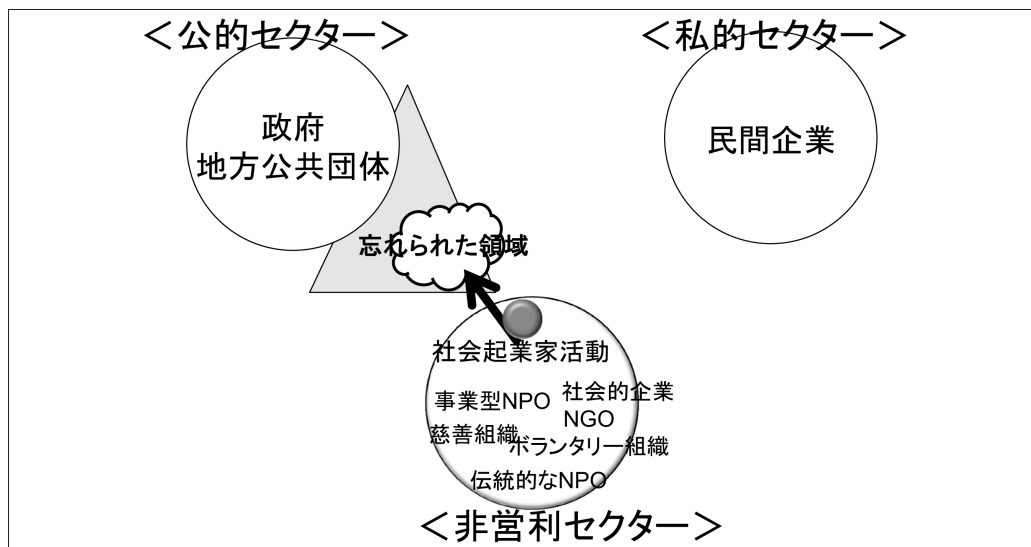 ＜公的セクター＞
＜私的セクター＞
政府
地方公共団体
民間企業
忘れられた領域
社会起業家活動
事業型NPO
社会的企業
NGO
慈善組織
ボランタリー組織
伝統的なNPO
＜非営利セクター＞